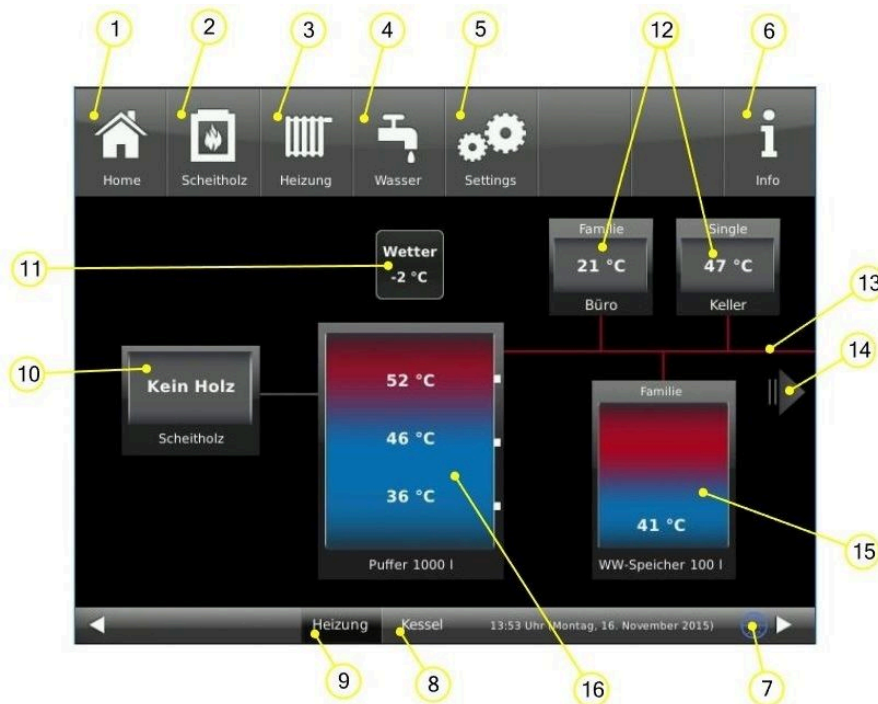 1 2 3 4 5 12 6
Home Scheitholz Heizung Wasser Settings Info
11
Wetter
-2 °C
Familie
21 °C
Büro
Single
47 °C
Keller
13
14
10
Kein Holz
Scheitholz
52 °C
46 °C
36 °C
Puffer 1000 l
Familie
41 °C
WW-Speicher 100 l
15
Heizung Kessel 13:53 Uhr (Montag, 16. November 2015)
9 8 16 7